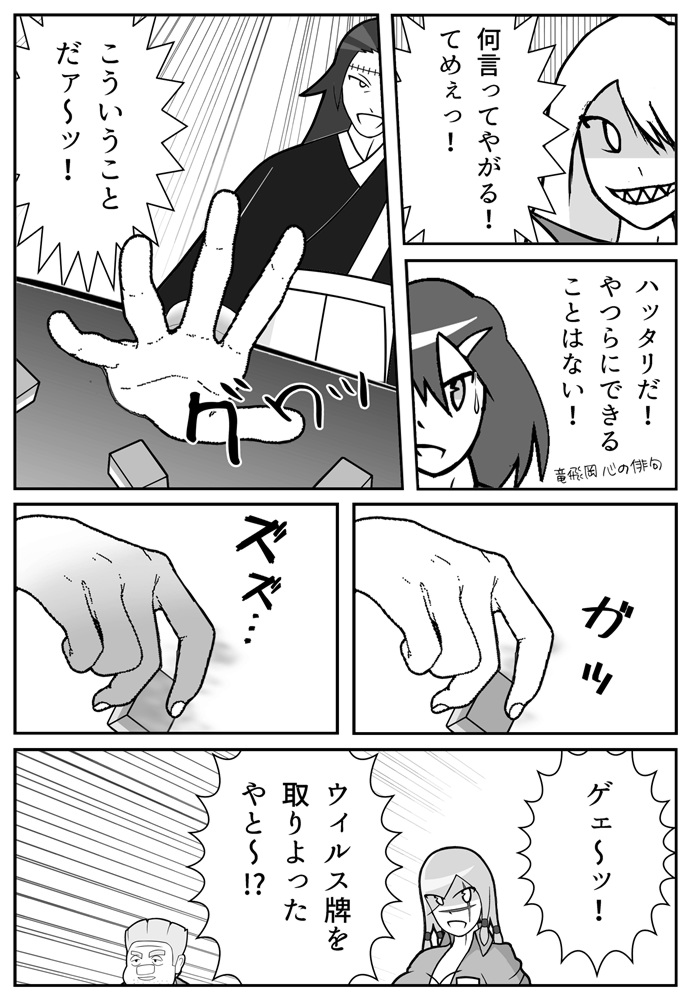 何言ってやがる！
てめぇっ！
こういうこと
だァ～ッ！
グワッ
ハッタリだ！
やつらにできる
ことはない！
竜飛岡心の俳句
ガッ
ズズ…
ゲェ～ッ！
ウィルス牌を
取りよった
やと～!?